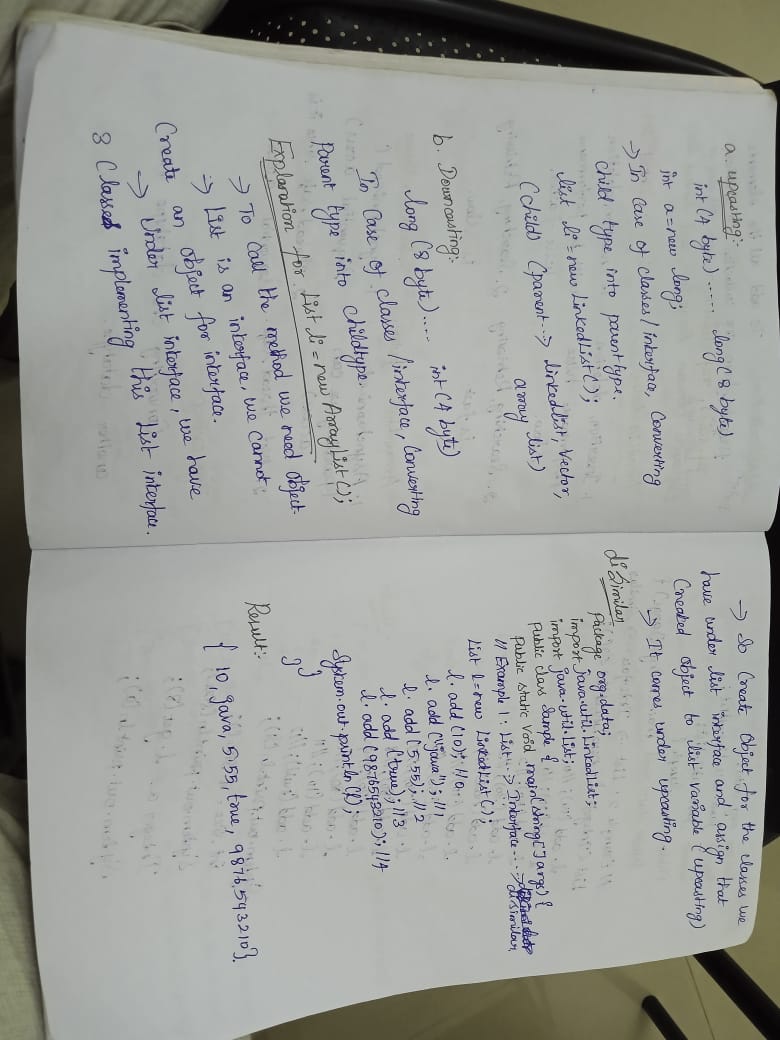 a. upcasting:-
int (4 byte) ..... long (8 byte)
int a = new long;
→ In Case of classes / interface, Converting
child type into parent type.
list li = new LinkedList();
(child) (parent --> linkedlist, Vector,
array list)
b. Downcasting:-
long (8 byte) .... int (4 byte)
In Case of classes / interface, Converting
Parent type into childtype.
Explanation for List li = new ArrayList();
→ To Call the method we need object.
→ List is an interface, we cannot
Create an object for interface.
→ Under list interface, we have
3 Classes implementing this List interface.
→ So Create Object for the classes we
have under list interface and assign that
Created object to list variable (upcasting)
→ It comes under upcasting.
disimilar
Package org.data;
import java.util.LinkedList;
import java.util.List;
Public class Sample {
Public static void main(string[] args) {
// Example 1: List --> Interface ---> disimilar
List l = new LinkedList();
l. add (10); //0
l. add ("java"); //1
l. add (5.55); //2
l. add (true); //3
l. add (9876543210); //4
System.out.println(l);
}
}
Result:-
{ 10, java, 5.55, true, 9876543210}.